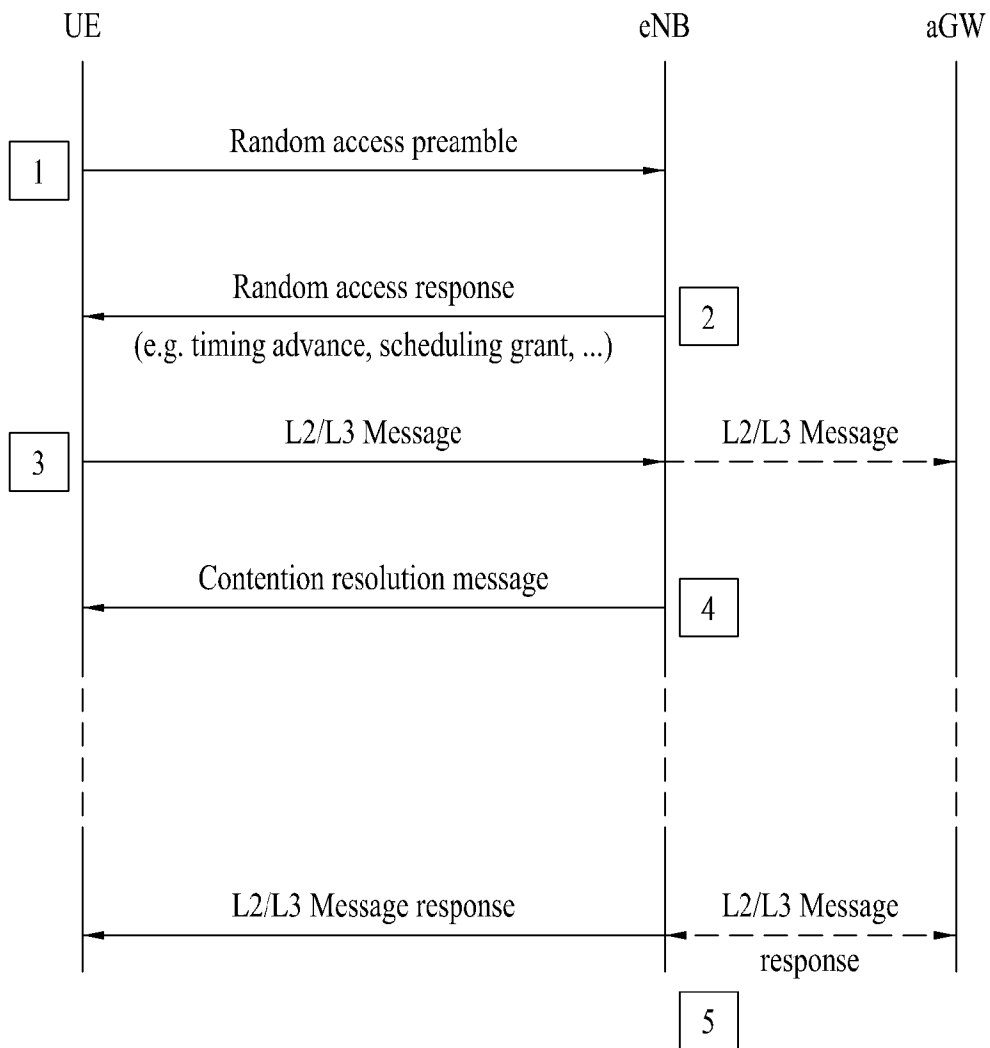 UE
eNB
aGW
Random access preamble
1
Random access response
2
(e.g. timing advance, scheduling grant, ...)
L2/L3 Message
L2/L3 Message
3
Contention resolution message
4
L2/L3 Message response
L2/L3 Message
response
5